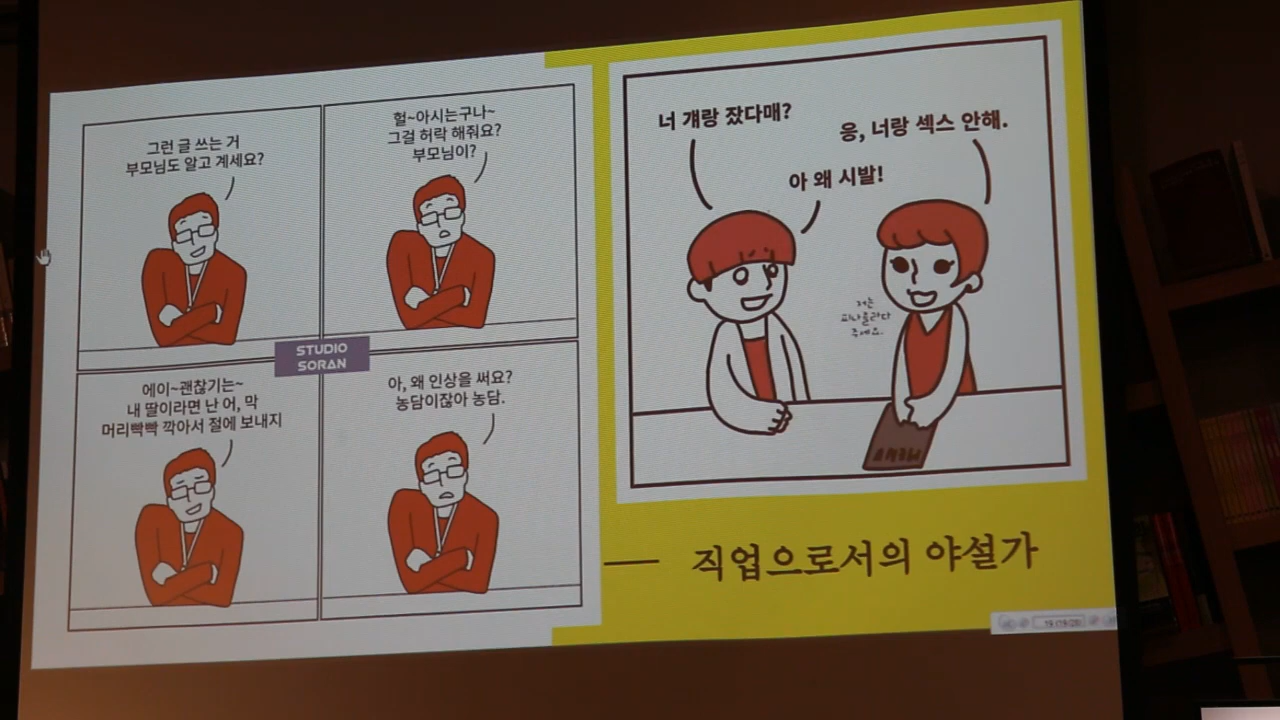 그런 글 쓰는 거
부모님도 알고 계세요?
헐~아시는구나~
그걸 허락 해줘요?
부모님이?
에이~괜찮기는~
내 딸이라면 난 어, 막
머리빡빡 깍아서 절에 보내지
아, 왜 인상을 써요?
농담이잖아 농담.
STUDIO
SORAN
너 걔랑 잤다매?
응, 너랑 섹스 안해.
아 왜 시발!
저는
피나콜라다
주세요.
직업으로서의 야설가